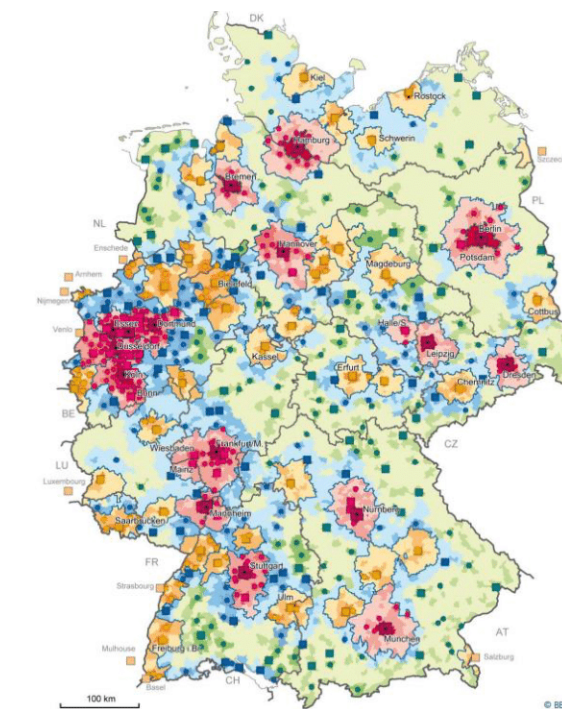 DK
Kiel
Rostock
Hamburg
Schwerin
Szczeci
Bremen
PL
NL
Berlin
Hannover
Potsdam
Enschede
Magdeburg
Arnhem
Bielefeld
Nijmegen
Cottbus
Essen
Dortmund
Halle/S.
Venlo
Düsseldorf
Leipzig
Kassel
Erfurt
Dresden
Köln
Chemnitz
Bonn
BE
CZ
Wiesbaden
Frankfurt/M.
LU
Mainz
Luxembourg
Mannheim
Nürnberg
Saarbrücken
FR
Stuttgart
Strasbourg
Ulm
AT
München
Mulhouse
Freiburg i. B.
Salzburg
CH
Basel
100 km
© BB